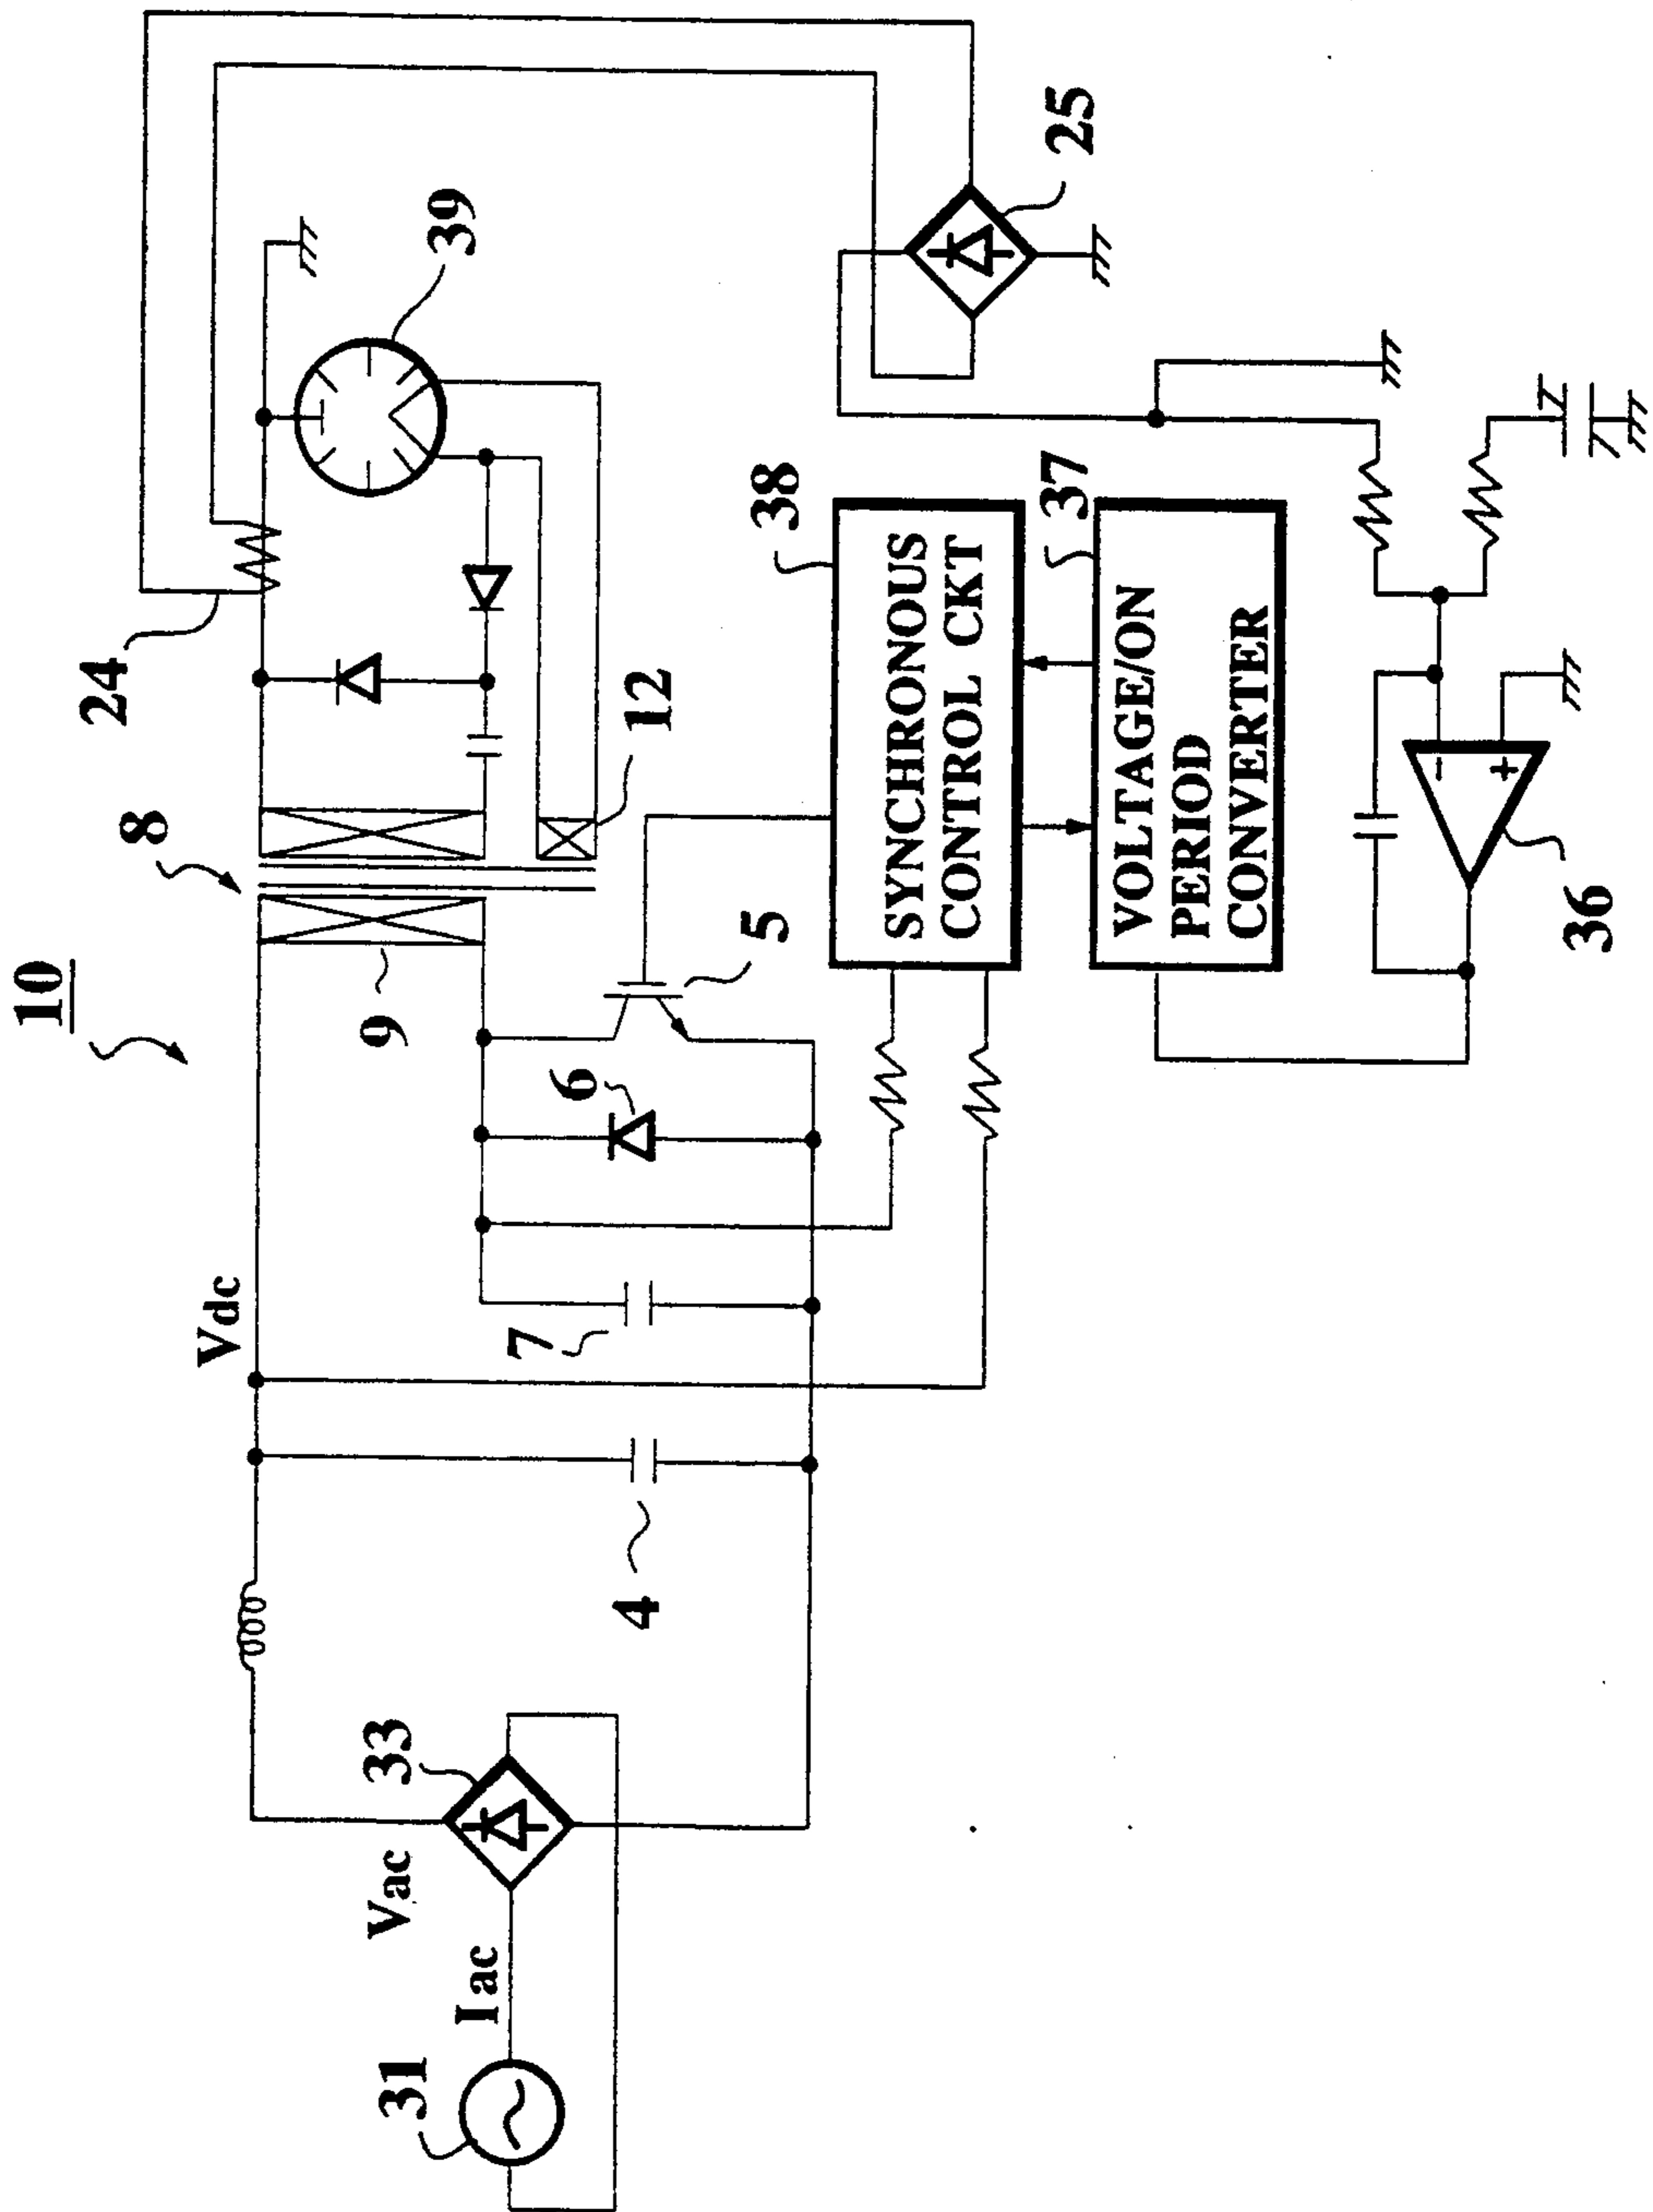 10
8
24
39
Vdc
9
12
33
Vac
Iac
31
4
7
6
5
38
25
SYNCHRONOUS
CONTROL CKT
37
VOLTAGE/ON
PERIOD
CONVERTER
36
−
+